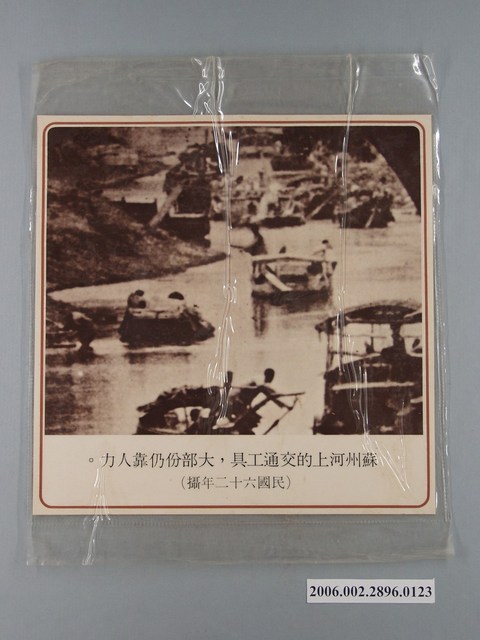 蘇州河上的交通工具，大部份仍靠人力。
（民國六十二年攝）
2006.002.2896.0123